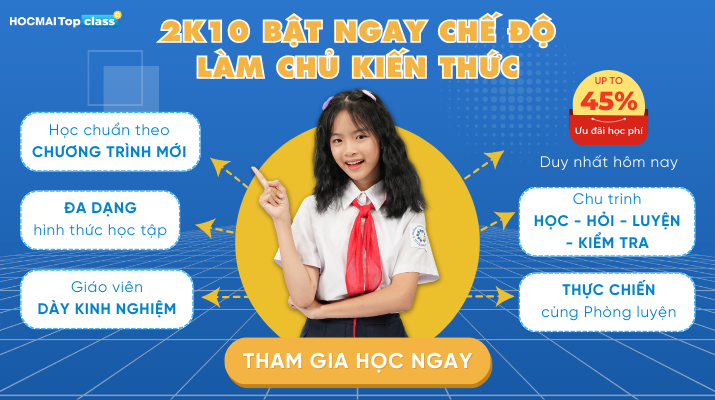 HOCMAI Top class
2K10 BẬT NGAY CHẾ ĐỘ
LÀM CHỦ KIẾN THỨC
UP TO
45%
Ưu đãi học phí
Duy nhất hôm nay
Học chuẩn theo
CHƯƠNG TRÌNH MỚI
ĐA DẠNG
hình thức học tập
Giáo viên
DÀY KINH NGHIỆM
Chu trình
HỌC - HỎI - LUYỆN
- KIỂM TRA
THỰC CHIẾN
cùng Phòng luyện
THAM GIA HỌC NGAY